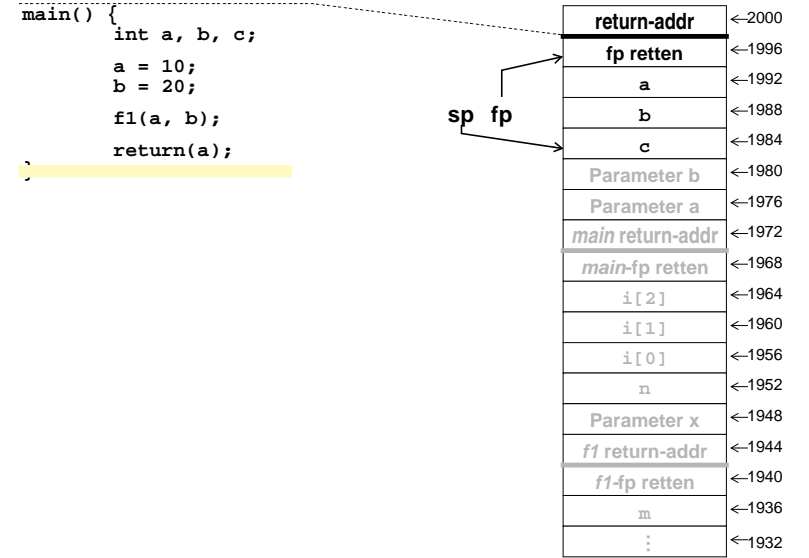 main() {
int a, b, c;
a = 10;
b = 20;
f1(a, b);
return(a);
}
sp fp
return-addr ←2000
fp retten ←1996
a ←1992
b ←1988
c ←1984
Parameter b ←1980
Parameter a ←1976
main return-addr ←1972
main-fp retten ←1968
i[2] ←1964
i[1] ←1960
i[0] ←1956
n ←1952
Parameter x ←1948
f1 return-addr ←1944
f1-fp retten ←1940
m ←1936
⋮ ←1932